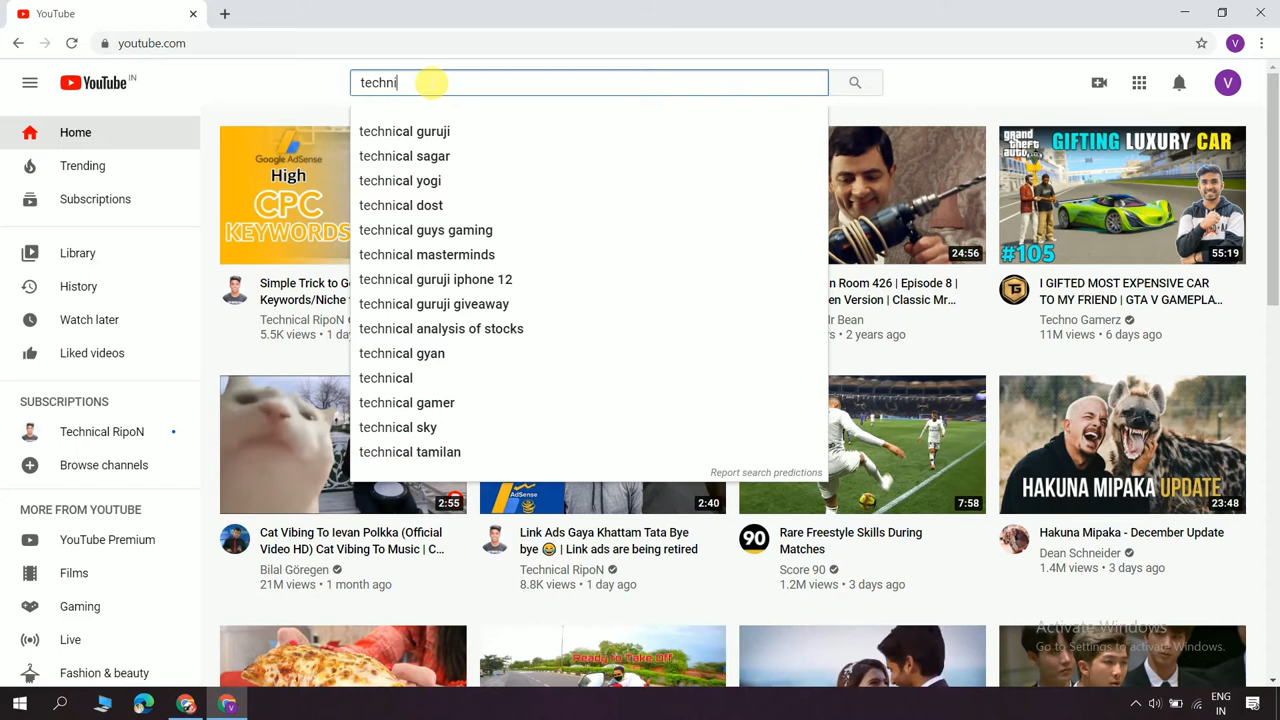 YouTube
youtube.com
V
YouTube IN
techni
V
Home
Trending
Subscriptions
Library
History
Watch later
Liked videos
SUBSCRIPTIONS
Technical RipoN
Browse channels
MORE FROM YOUTUBE
YouTube Premium
Films
Gaming
Live
Fashion & beauty
technical guruji
technical sagar
technical yogi
technical dost
technical guys gaming
technical masterminds
technical guruji iphone 12
technical guruji giveaway
technical analysis of stocks
technical gyan
technical
technical gamer
technical sky
technical tamilan
Report search predictions
Google AdSense
High
CPC
KEYWORDS
Simple Trick to G
Keywords/Niche f
Technical RipoN
5.5K views • 1 day
24:56
n Room 426 | Episode 8 |
en Version | Classic Mr...
r Bean
• 2 years ago
grand
theft
auto
GIFTING LUXURY CAR
#105
55:19
TG
I GIFTED MOST EXPENSIVE CAR
TO MY FRIEND | GTA V GAMEPLA...
Techno Gamerz
11M views • 6 days ago
2:55
Cat Vibing To Ievan Polkka (Official
Video HD) Cat Vibing To Music | C...
Bilal Göregen
21M views • 1 month ago
AdSense
2:40
Link Ads Gaya Khattam Tata Bye
bye 😂 | Link ads are being retired
Technical RipoN
8.8K views • 1 day ago
7:58
90
Rare Freestyle Skills During
Matches
Score 90
1.2M views • 3 days ago
HAKUNA MIPAKA UPDATE
23:48
Hakuna Mipaka - December Update
Dean Schneider
1.4M views • 3 days ago
Ready to Take Off
Activate Windows
Go to Settings to activate Windows.
V
ENG
IN